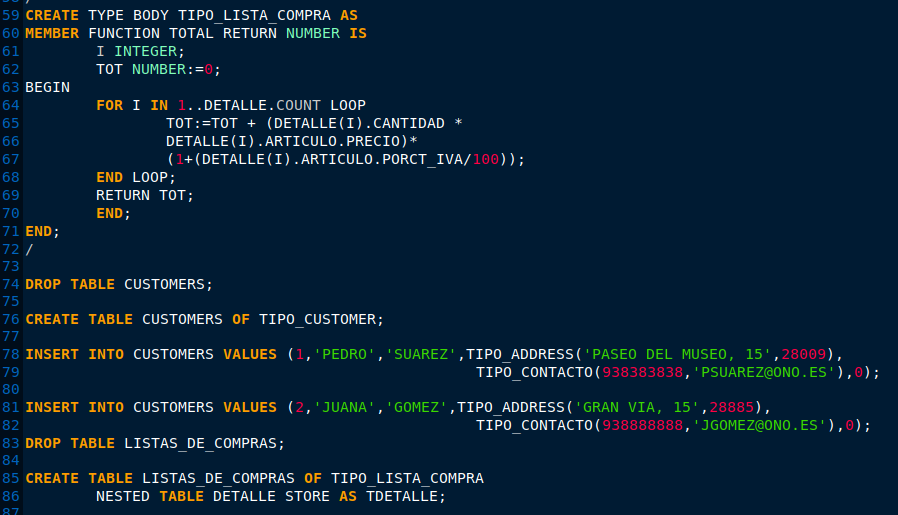 59 CREATE TYPE BODY TIPO_LISTA_COMPRA AS
60 MEMBER FUNCTION TOTAL RETURN NUMBER IS
61 I INTEGER;
62 TOT NUMBER:=0;
63 BEGIN
64 FOR I IN 1..DETALLE.COUNT LOOP
65 TOT:=TOT + (DETALLE(I).CANTIDAD *
66 DETALLE(I).ARTICULO.PRECIO)*
67 (1+(DETALLE(I).ARTICULO.PORCT_IVA/100));
68 END LOOP;
69 RETURN TOT;
70 END;
71 END;
72 /
73
74 DROP TABLE CUSTOMERS;
75
76 CREATE TABLE CUSTOMERS OF TIPO_CUSTOMER;
77
78 INSERT INTO CUSTOMERS VALUES (1,'PEDRO','SUAREZ',TIPO_ADDRESS('PASEO DEL MUSEO, 15',28009),
79 TIPO_CONTACTO(938383838,'PSUAREZ@ONO.ES'),0);
80
81 INSERT INTO CUSTOMERS VALUES (2,'JUANA','GOMEZ',TIPO_ADDRESS('GRAN VIA, 15',28885),
82 TIPO_CONTACTO(938888888,'JGOMEZ@ONO.ES'),0);
83 DROP TABLE LISTAS_DE_COMPRAS;
84
85 CREATE TABLE LISTAS_DE_COMPRAS OF TIPO_LISTA_COMPRA
86 NESTED TABLE DETALLE STORE AS TDETALLE;
87